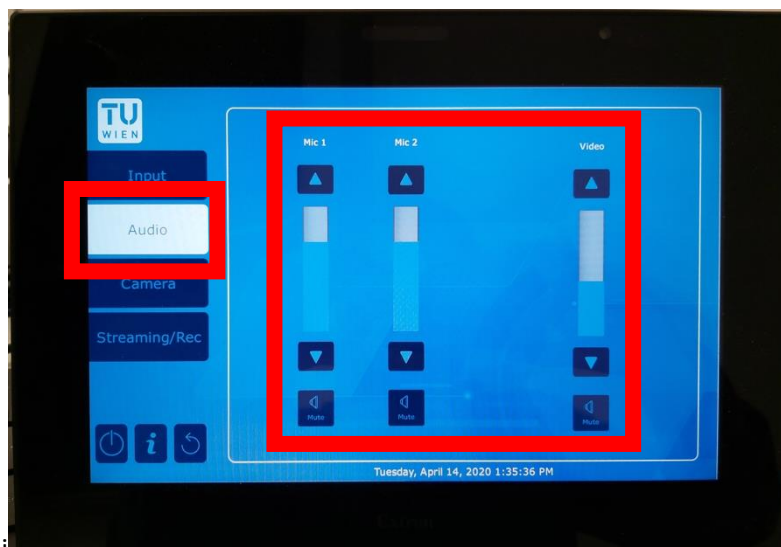 TU
WIEN
Input
Audio
Camera
Streaming/Rec
Mic 1
Mic 2
Video
Mute
Mute
Mute
i
Tuesday, April 14, 2020 1:35:36 PM
Extron
i